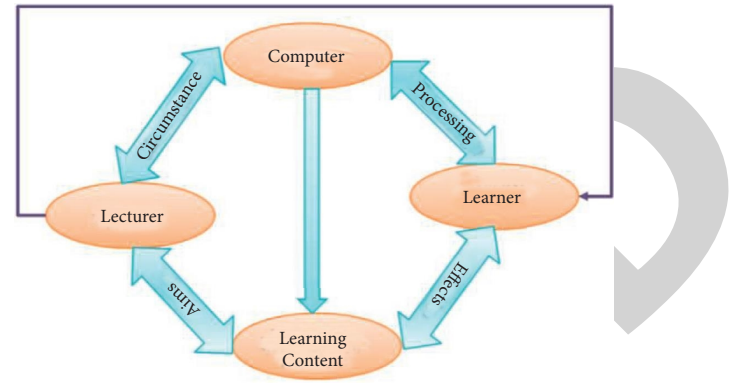 Computer
Circumstance
Processing
Lecturer
Learner
Aims
Effects
Learning
Content